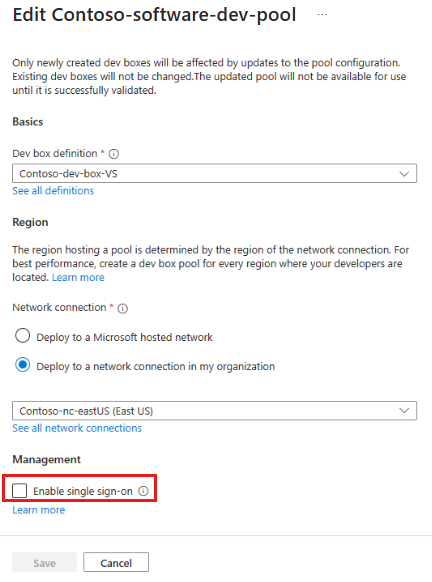 Edit Contoso-software-dev-pool ...
Only newly created dev boxes will be affected by updates to the pool configuration.
Existing dev boxes will not be changed.The updated pool will not be available for use
until it is successfully validated.
Basics
Dev box definition *
Contoso-dev-box-VS
See all definitions
Region
The region hosting a pool is determined by the region of the network connection. For
best performance, create a dev box pool for every region where your developers are
located. Learn more
Network connection *
Deploy to a Microsoft hosted network
Deploy to a network connection in my organization
Contoso-nc-eastUS (East US)
See all network connections
Management
Enable single sign-on
Learn more
Save Cancel